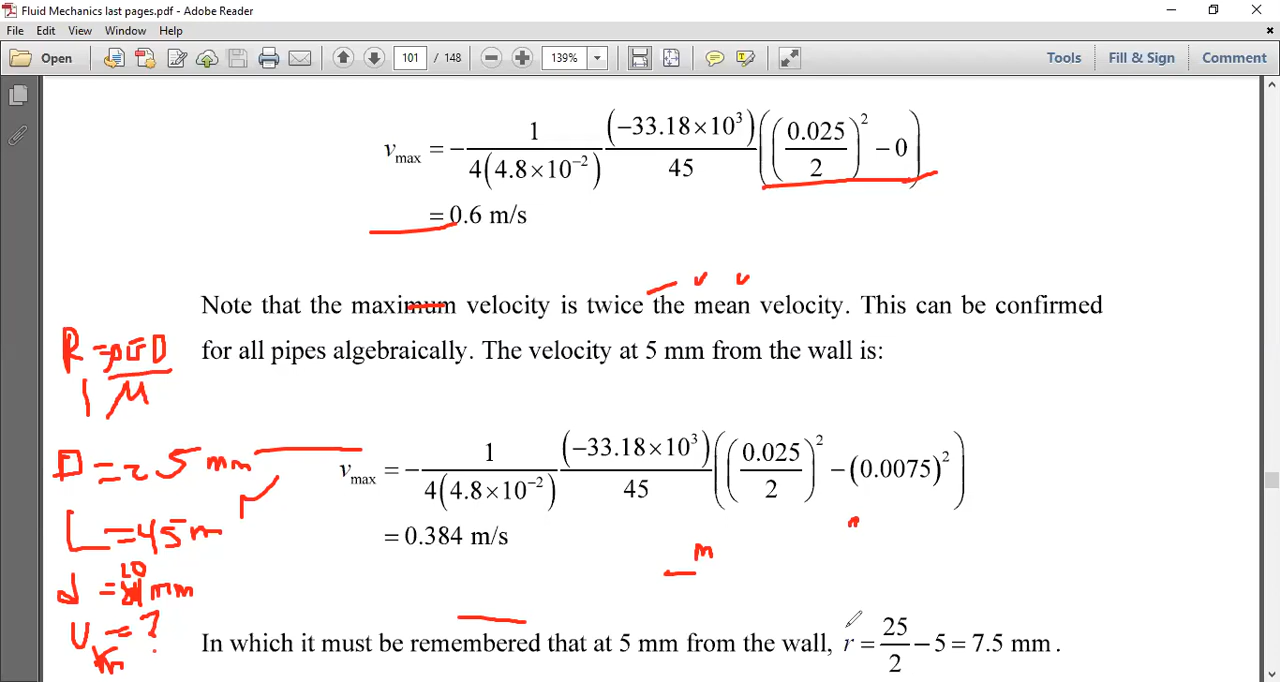 Fluid Mechanics last pages.pdf - Adobe Reader
File Edit View Window Help
Open 101 / 148 139% Tools Fill & Sign Comment
v_max = - 1/(4(4.8×10⁻²)) (-33.18×10³)/45 ((0.025/2)² - 0)
= 0.6 m/s
Note that the maximum velocity is twice the mean velocity. This can be confirmed
for all pipes algebraically. The velocity at 5 mm from the wall is:
D = 25 mm
v_max = - 1/(4(4.8×10⁻²)) (-33.18×10³)/45 ((0.025/2)² - (0.0075)²)
L = 45 m
= 0.384 m/s
m
mm
= ?
In which it must be remembered that at 5 mm from the wall, r = 25/2 - 5 = 7.5 mm.